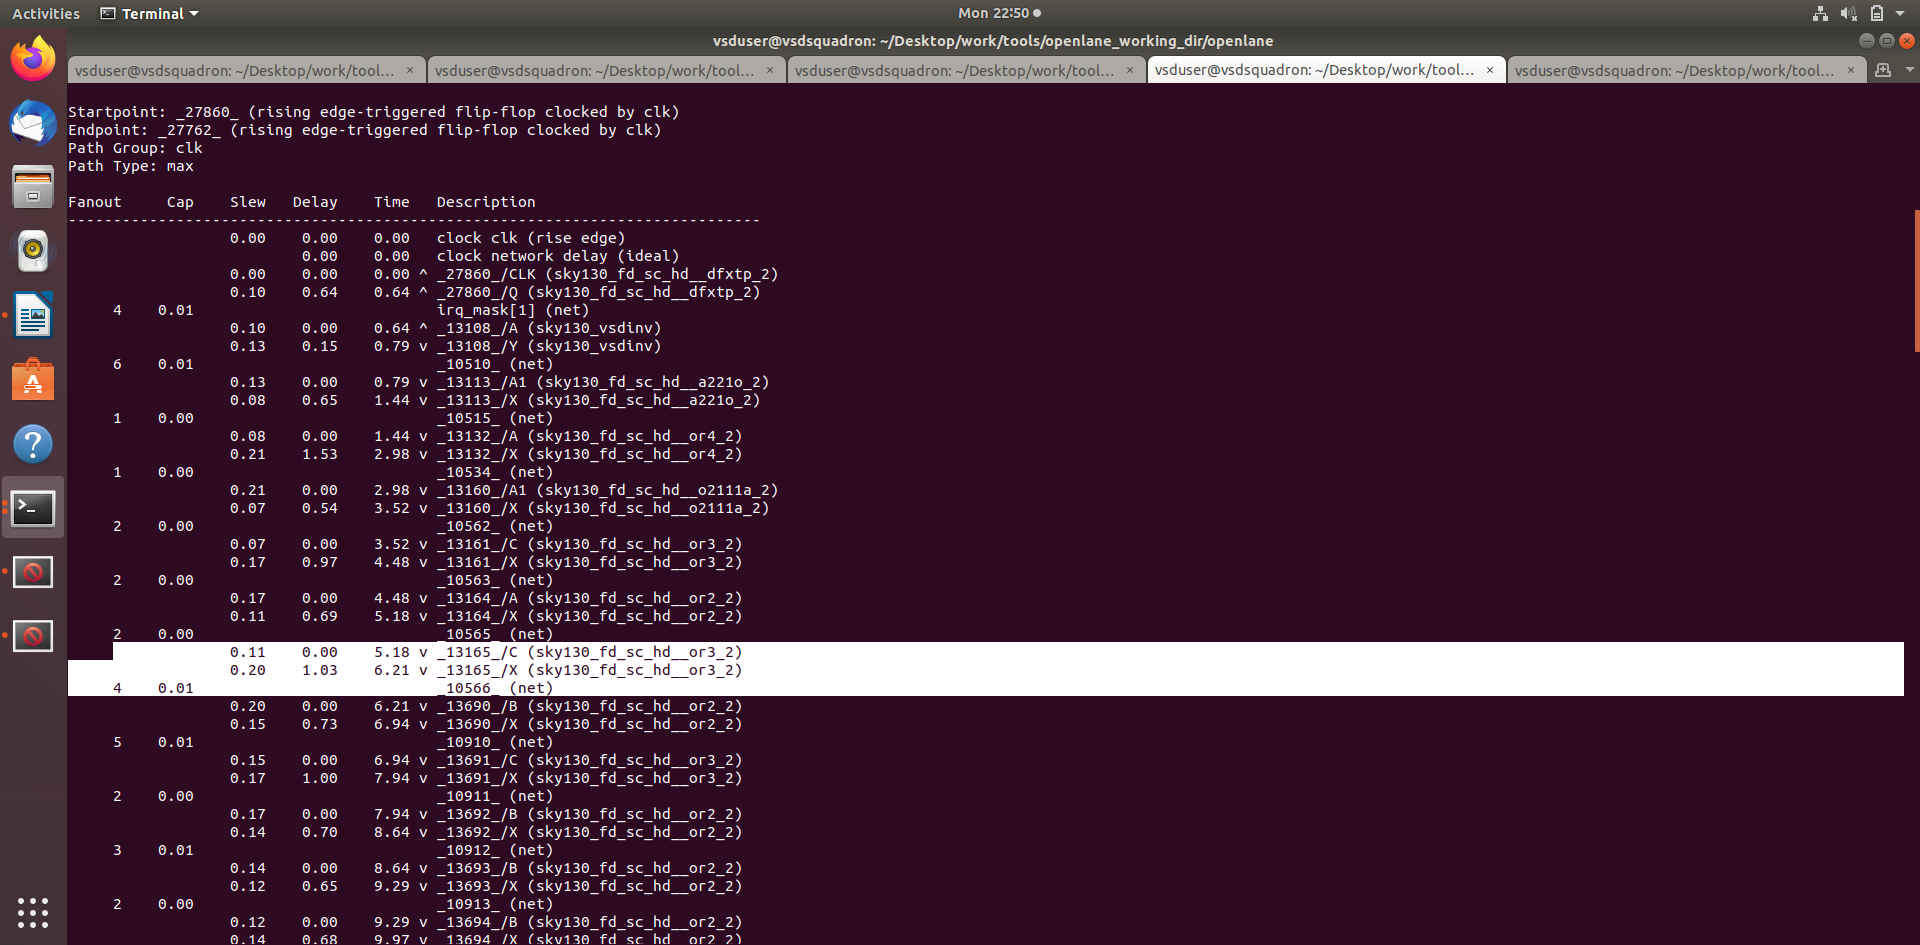 Activities Terminal Mon 22:50
vsduser@vsdsquadron: ~/Desktop/work/tools/openlane_working_dir/openlane
vsduser@vsdsquadron: ~/Desktop/work/tool... × vsduser@vsdsquadron: ~/Desktop/work/tool... × vsduser@vsdsquadron: ~/Desktop/work/tool... × vsduser@vsdsquadron: ~/Desktop/work/tool... × vsduser@vsdsquadron: ~/Desktop/work/tool... ×
Startpoint: _27860_ (rising edge-triggered flip-flop clocked by clk)
Endpoint: _27762_ (rising edge-triggered flip-flop clocked by clk)
Path Group: clk
Path Type: max
Fanout Cap Slew Delay Time Description
-----------------------------------------------------------------------------
0.00 0.00 0.00 clock clk (rise edge)
0.00 0.00 clock network delay (ideal)
0.00 0.00 0.00 ^ _27860_/CLK (sky130_fd_sc_hd__dfxtp_2)
0.10 0.64 0.64 ^ _27860_/Q (sky130_fd_sc_hd__dfxtp_2)
4 0.01 irq_mask[1] (net)
0.10 0.00 0.64 ^ _13108_/A (sky130_vsdinv)
0.13 0.15 0.79 v _13108_/Y (sky130_vsdinv)
6 0.01 _10510_ (net)
0.13 0.00 0.79 v _13113_/A1 (sky130_fd_sc_hd__a221o_2)
0.08 0.65 1.44 v _13113_/X (sky130_fd_sc_hd__a221o_2)
1 0.00 _10515_ (net)
0.08 0.00 1.44 v _13132_/A (sky130_fd_sc_hd__or4_2)
0.21 1.53 2.98 v _13132_/X (sky130_fd_sc_hd__or4_2)
1 0.00 _10534_ (net)
0.21 0.00 2.98 v _13160_/A1 (sky130_fd_sc_hd__o2111a_2)
0.07 0.54 3.52 v _13160_/X (sky130_fd_sc_hd__o2111a_2)
2 0.00 _10562_ (net)
0.07 0.00 3.52 v _13161_/C (sky130_fd_sc_hd__or3_2)
0.17 0.97 4.48 v _13161_/X (sky130_fd_sc_hd__or3_2)
2 0.00 _10563_ (net)
0.17 0.00 4.48 v _13164_/A (sky130_fd_sc_hd__or2_2)
0.11 0.69 5.18 v _13164_/X (sky130_fd_sc_hd__or2_2)
2 0.00 _10565_ (net)
0.11 0.00 5.18 v _13165_/C (sky130_fd_sc_hd__or3_2)
0.20 1.03 6.21 v _13165_/X (sky130_fd_sc_hd__or3_2)
4 0.01 _10566_ (net)
0.20 0.00 6.21 v _13690_/B (sky130_fd_sc_hd__or2_2)
0.15 0.73 6.94 v _13690_/X (sky130_fd_sc_hd__or2_2)
5 0.01 _10910_ (net)
0.15 0.00 6.94 v _13691_/C (sky130_fd_sc_hd__or3_2)
0.17 1.00 7.94 v _13691_/X (sky130_fd_sc_hd__or3_2)
2 0.00 _10911_ (net)
0.17 0.00 7.94 v _13692_/B (sky130_fd_sc_hd__or2_2)
0.14 0.70 8.64 v _13692_/X (sky130_fd_sc_hd__or2_2)
3 0.01 _10912_ (net)
0.14 0.00 8.64 v _13693_/B (sky130_fd_sc_hd__or2_2)
0.12 0.65 9.29 v _13693_/X (sky130_fd_sc_hd__or2_2)
2 0.00 _10913_ (net)
0.12 0.00 9.29 v _13694_/B (sky130_fd_sc_hd__or2_2)
0.14 0.68 9.97 v _13694_/X (sky130_fd_sc_hd__or2_2)